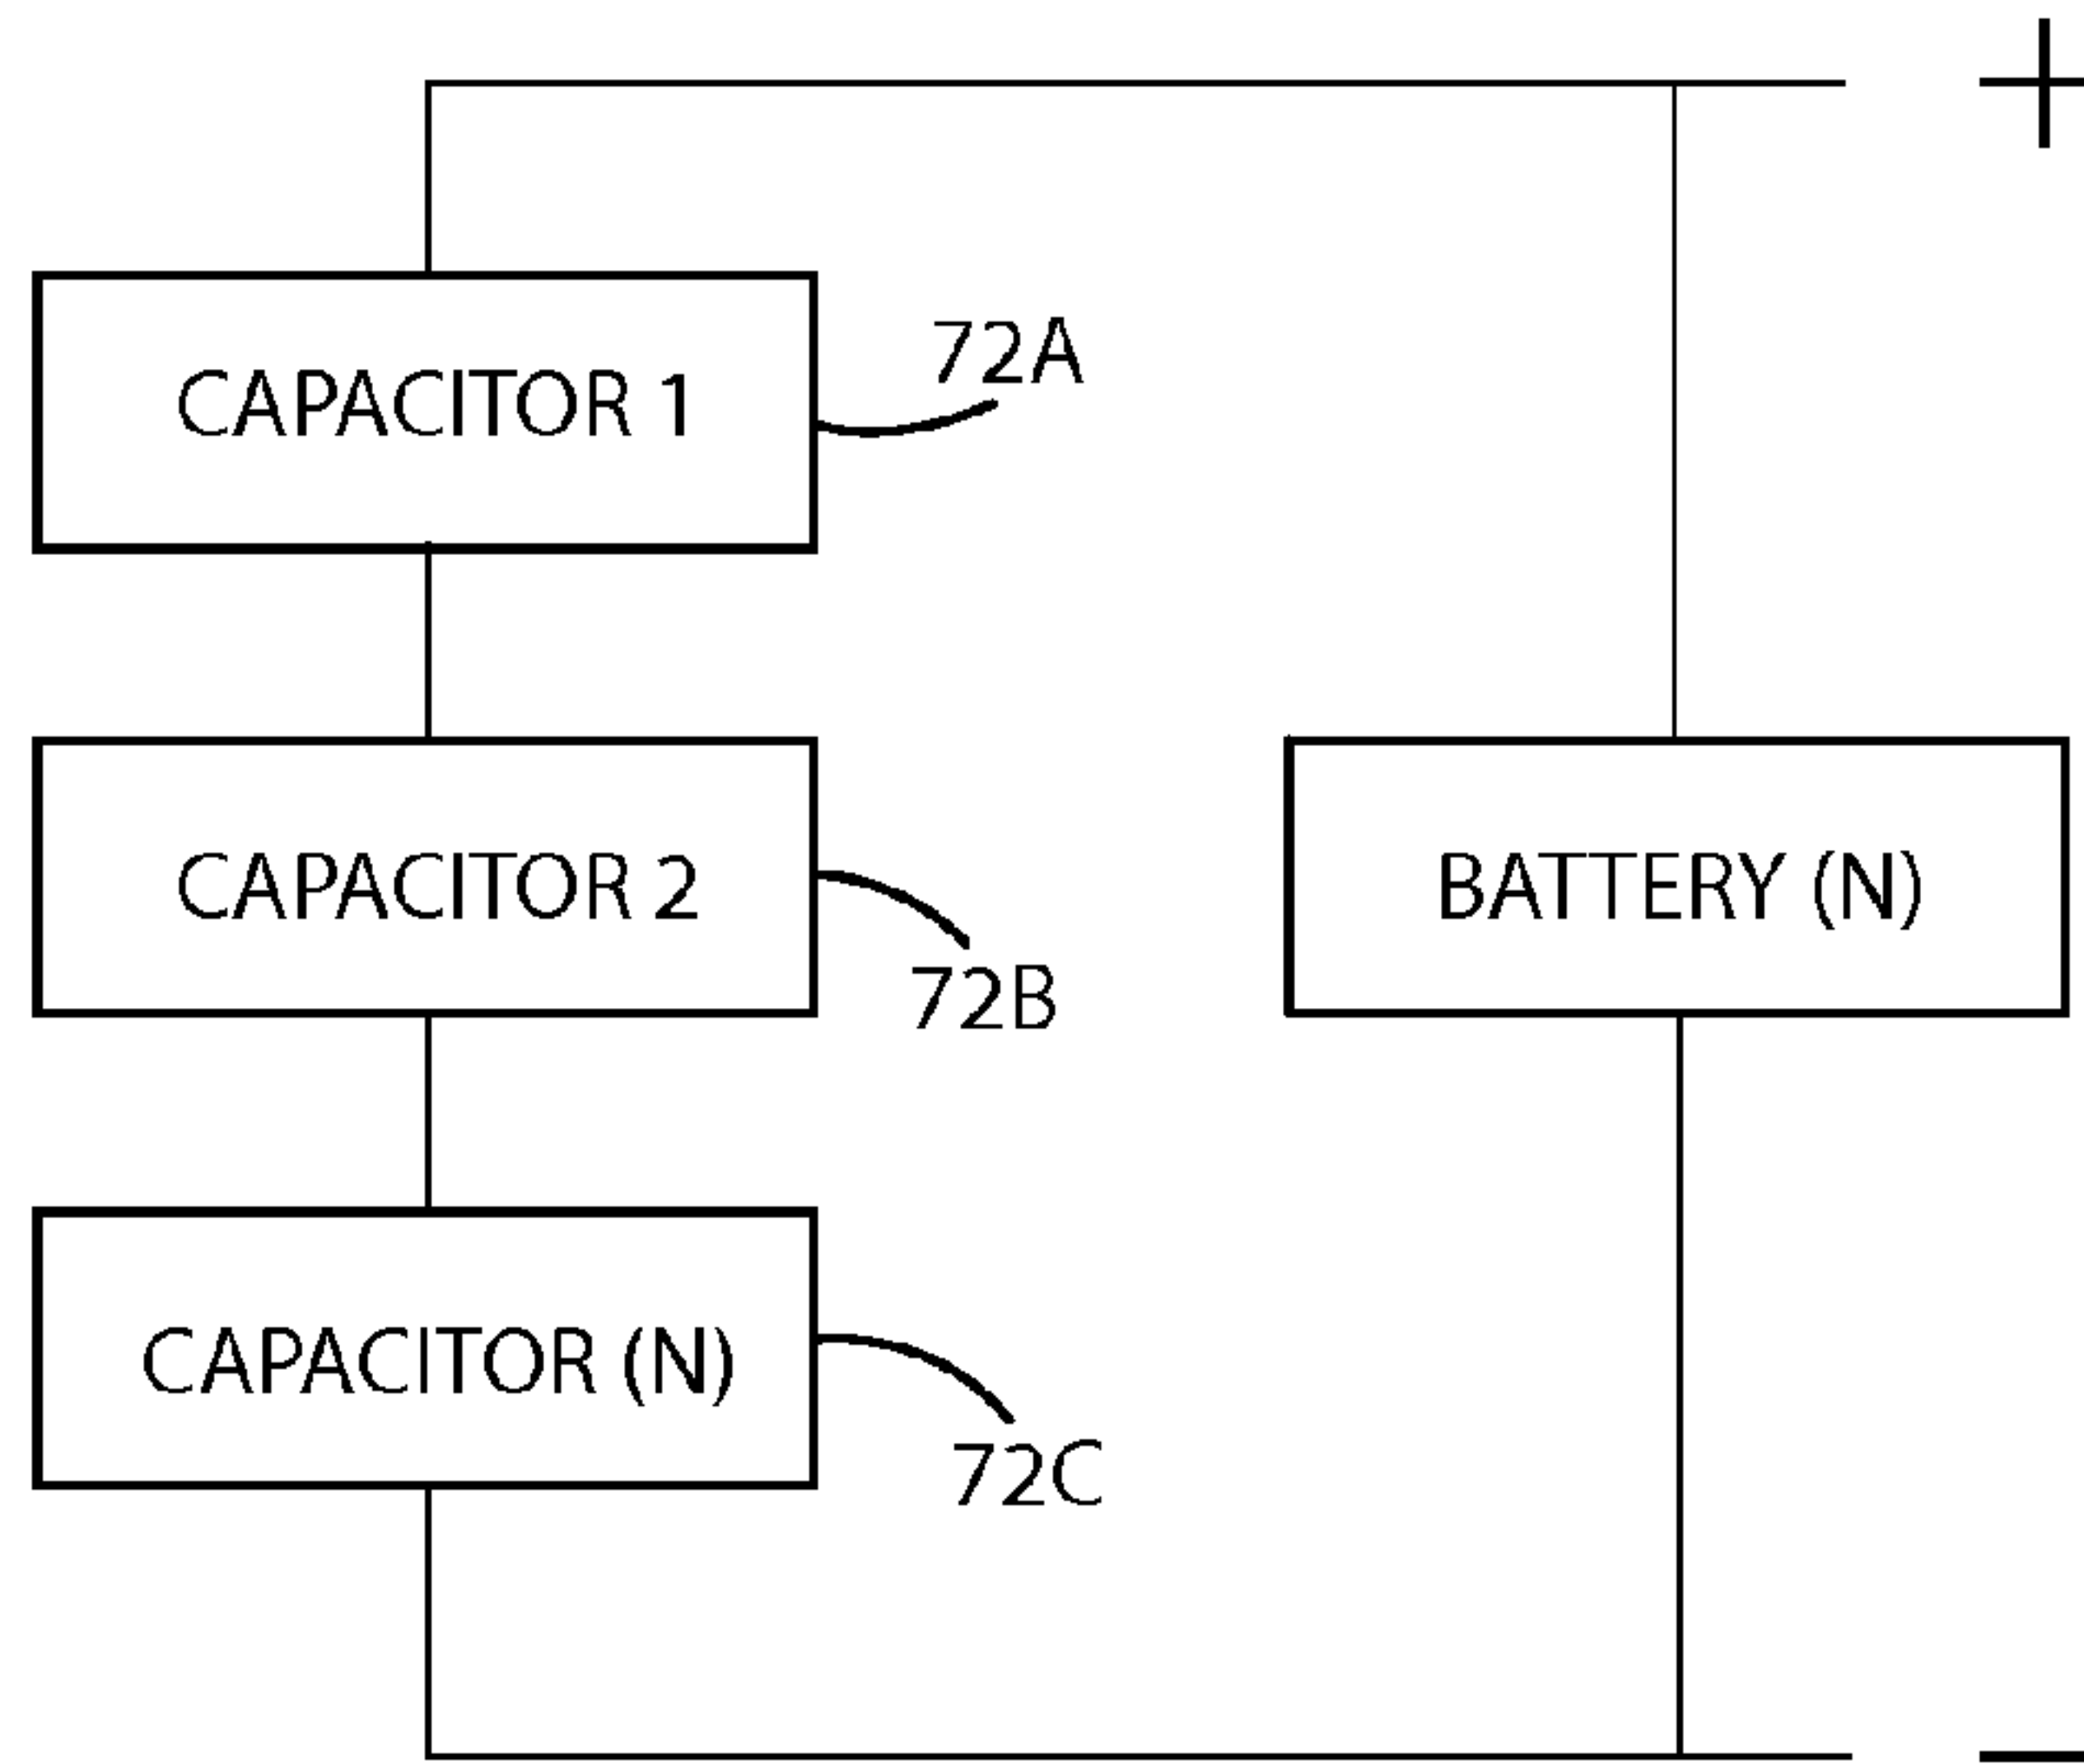 +
CAPACITOR 1
72A
CAPACITOR 2
72B
BATTERY (N)
CAPACITOR (N)
72C
–